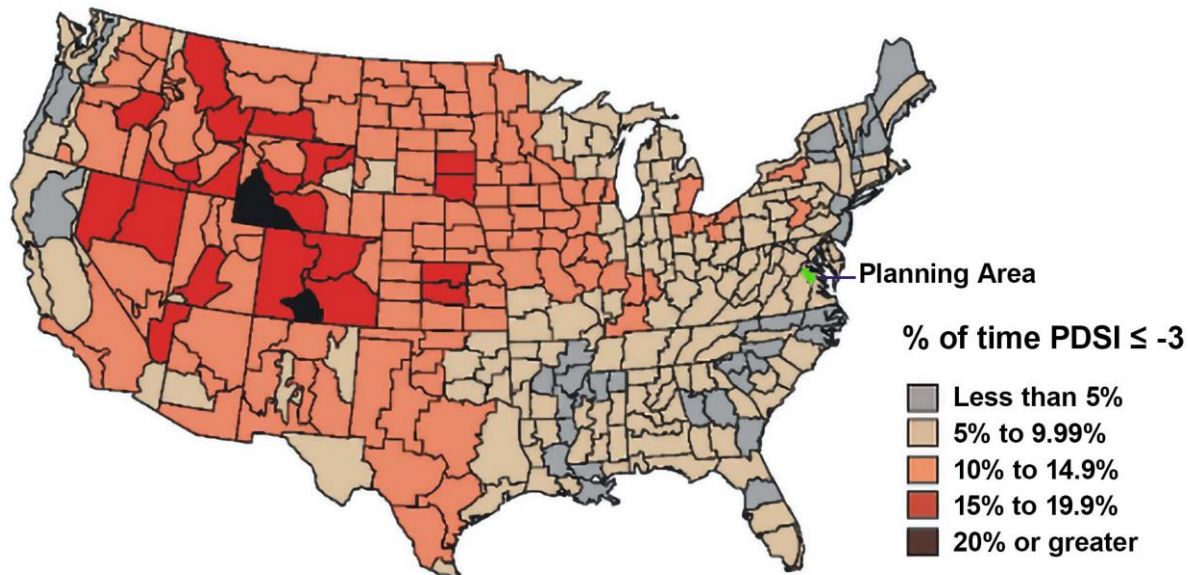 Planning Area
% of time PDSI ≤ -3
Less than 5%
5% to 9.99%
10% to 14.9%
15% to 19.9%
20% or greater